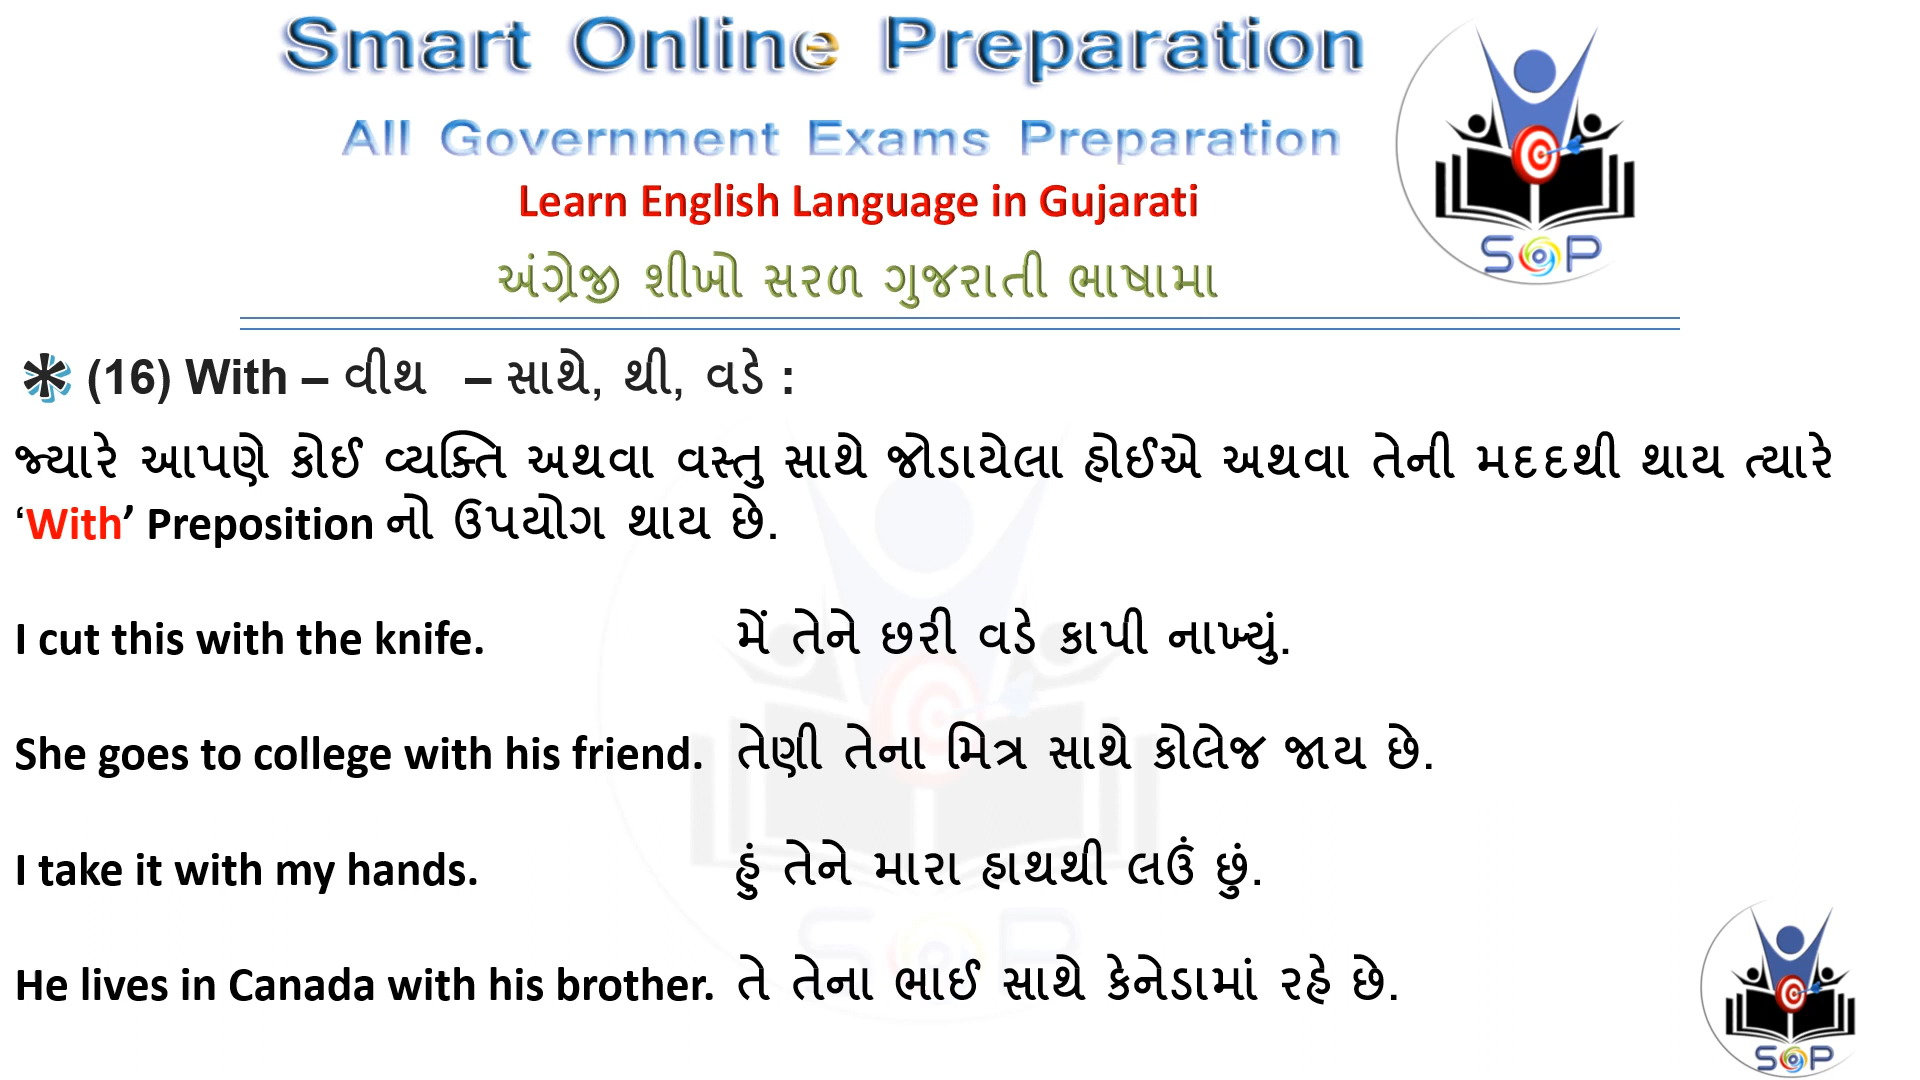 Smart Online Preparation
All Government Exams Preparation
Learn English Language in Gujarati
અંગ્રેજી શીખો સરળ ગુજરાતી ભાષામા
SOP
(16) With – વીથ – સાથે, થી, વડે :
જ્યારે આપણે કોઈ વ્યક્તિ અથવા વસ્તુ સાથે જોડાયેલા હોઈએ અથવા તેની મદદથી થાય ત્યારે
‘With’ Preposition નો ઉપયોગ થાય છે.
I cut this with the knife. મેં તેને છરી વડે કાપી નાખ્યું.
She goes to college with his friend. તેણી તેના મિત્ર સાથે કોલેજ જાય છે.
I take it with my hands. હું તેને મારા હાથથી લઉં છું.
He lives in Canada with his brother. તે તેના ભાઈ સાથે કેનેડામાં રહે છે.
SOP
SOP